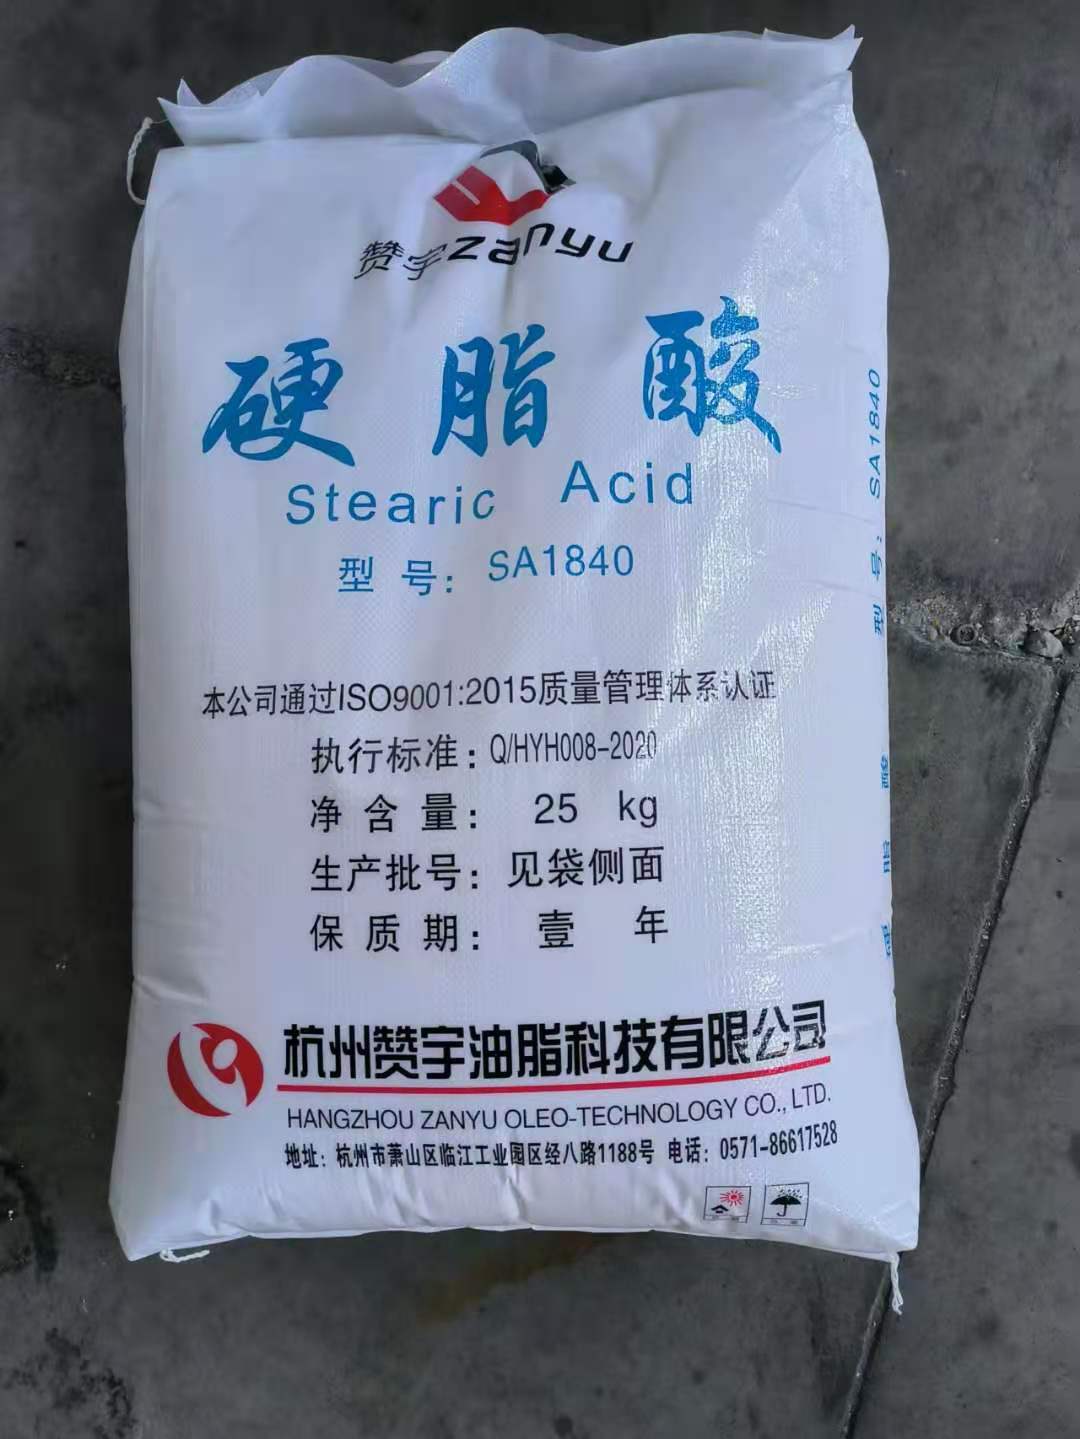 赞宇zanyu
硬脂酸
Stearic Acid
型号: SA1840
本公司通过ISO9001:2015质量管理体系认证
执行标准: Q/HYH008-2020
净含量: 25 kg
生产批号: 见袋侧面
保质期: 壹年
杭州赞宇油脂科技有限公司
HANGZHOU ZANYU OLEO-TECHNOLOGY CO., LTD.
地址: 杭州市萧山区临江工业园区经八路1188号 电话: 0571-86617528
型号: SA1840
硬脂酸